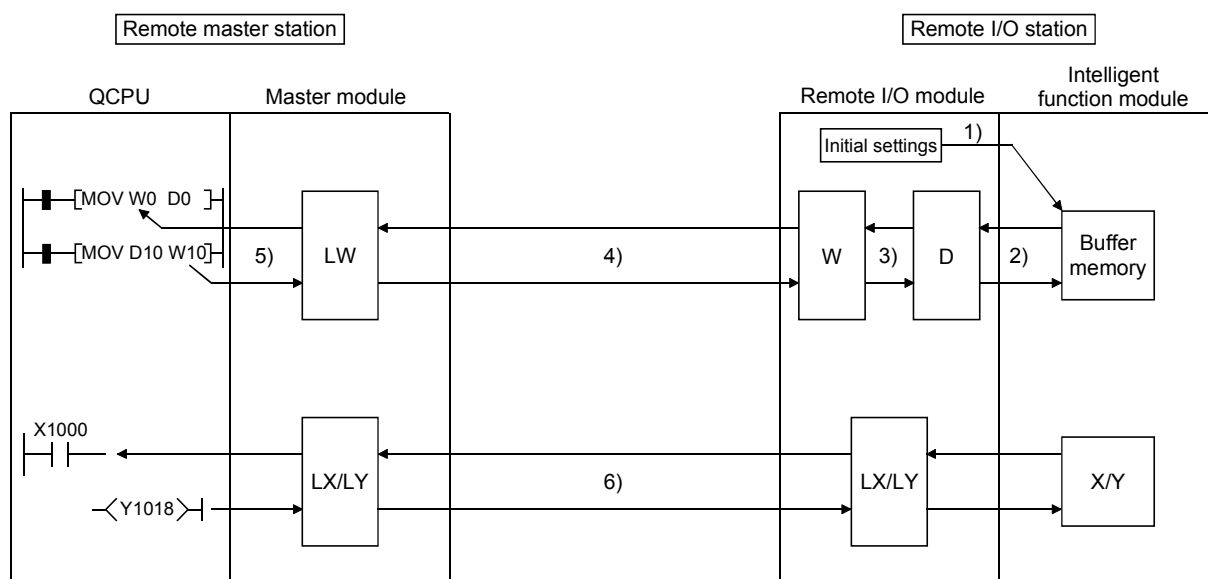 Remote master station
Remote I/O station
QCPU
Master module
Remote I/O module
Intelligent
function module
Initial settings
1)
MOV W0 D0
MOV D10 W10
5)
LW
4)
W
3)
D
2)
Buffer
memory
X1000
Y1018
LX/LY
6)
LX/LY
X/Y